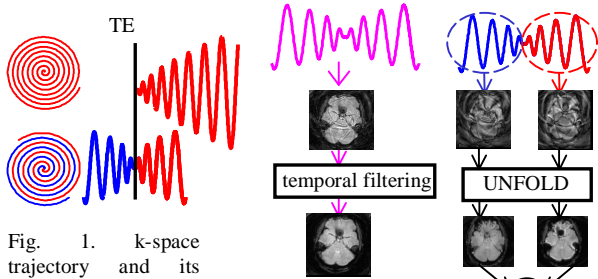 TE
temporal filtering
UNFOLD
Fig. 1. k-space
trajectory and its